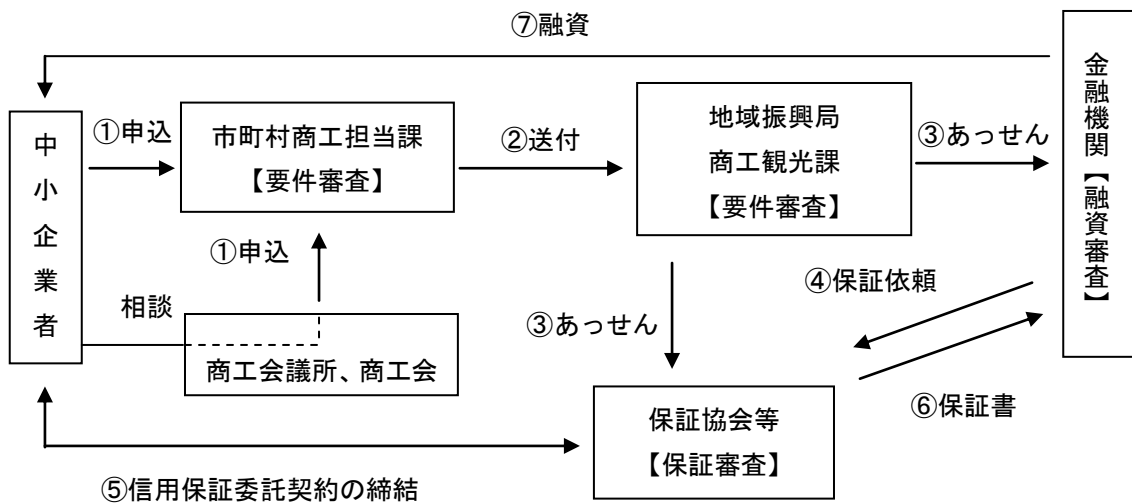 ⑦融資
中小企業者
①申込
市町村商工担当課
【要件審査】
②送付
地域振興局
商工観光課
【要件審査】
③あっせん
金融機関【融資審査】
①申込
相談
商工会議所、商工会
③あっせん
④保証依頼
⑥保証書
保証協会等
【保証審査】
⑤信用保証委託契約の締結